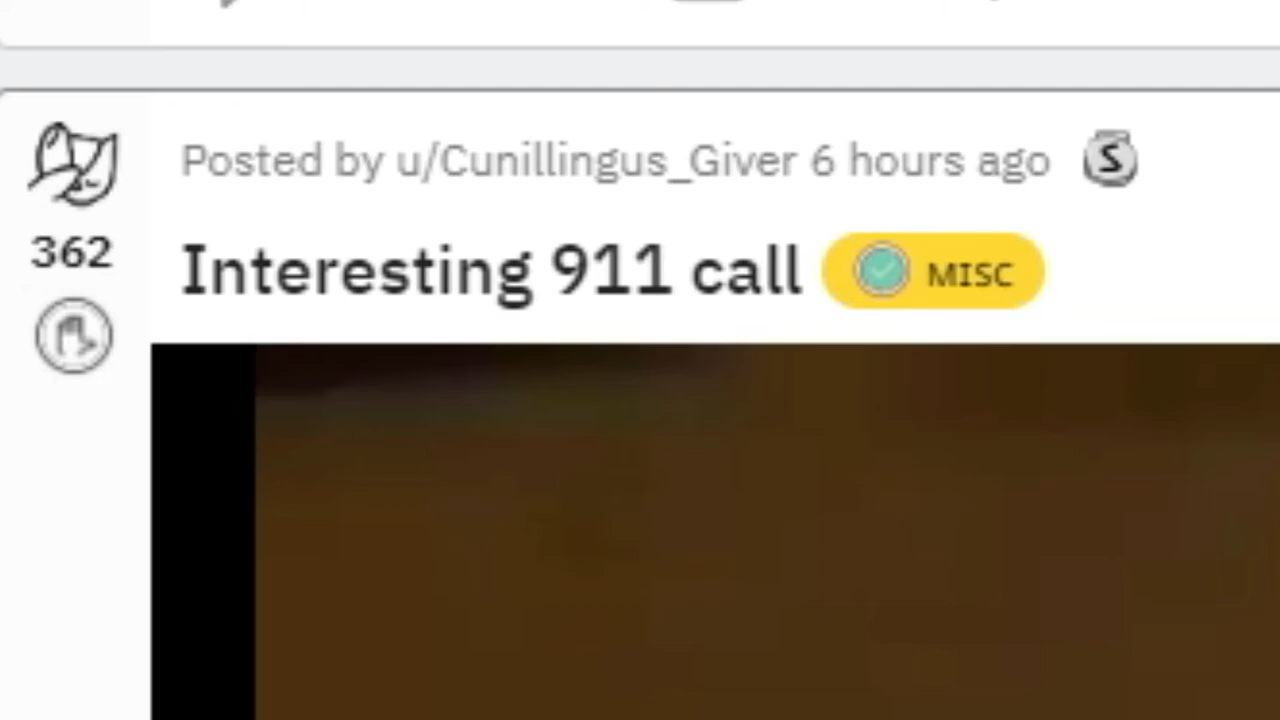 Posted by u/Cunillingus_Giver 6 hours ago S
362
Interesting 911 call MISC